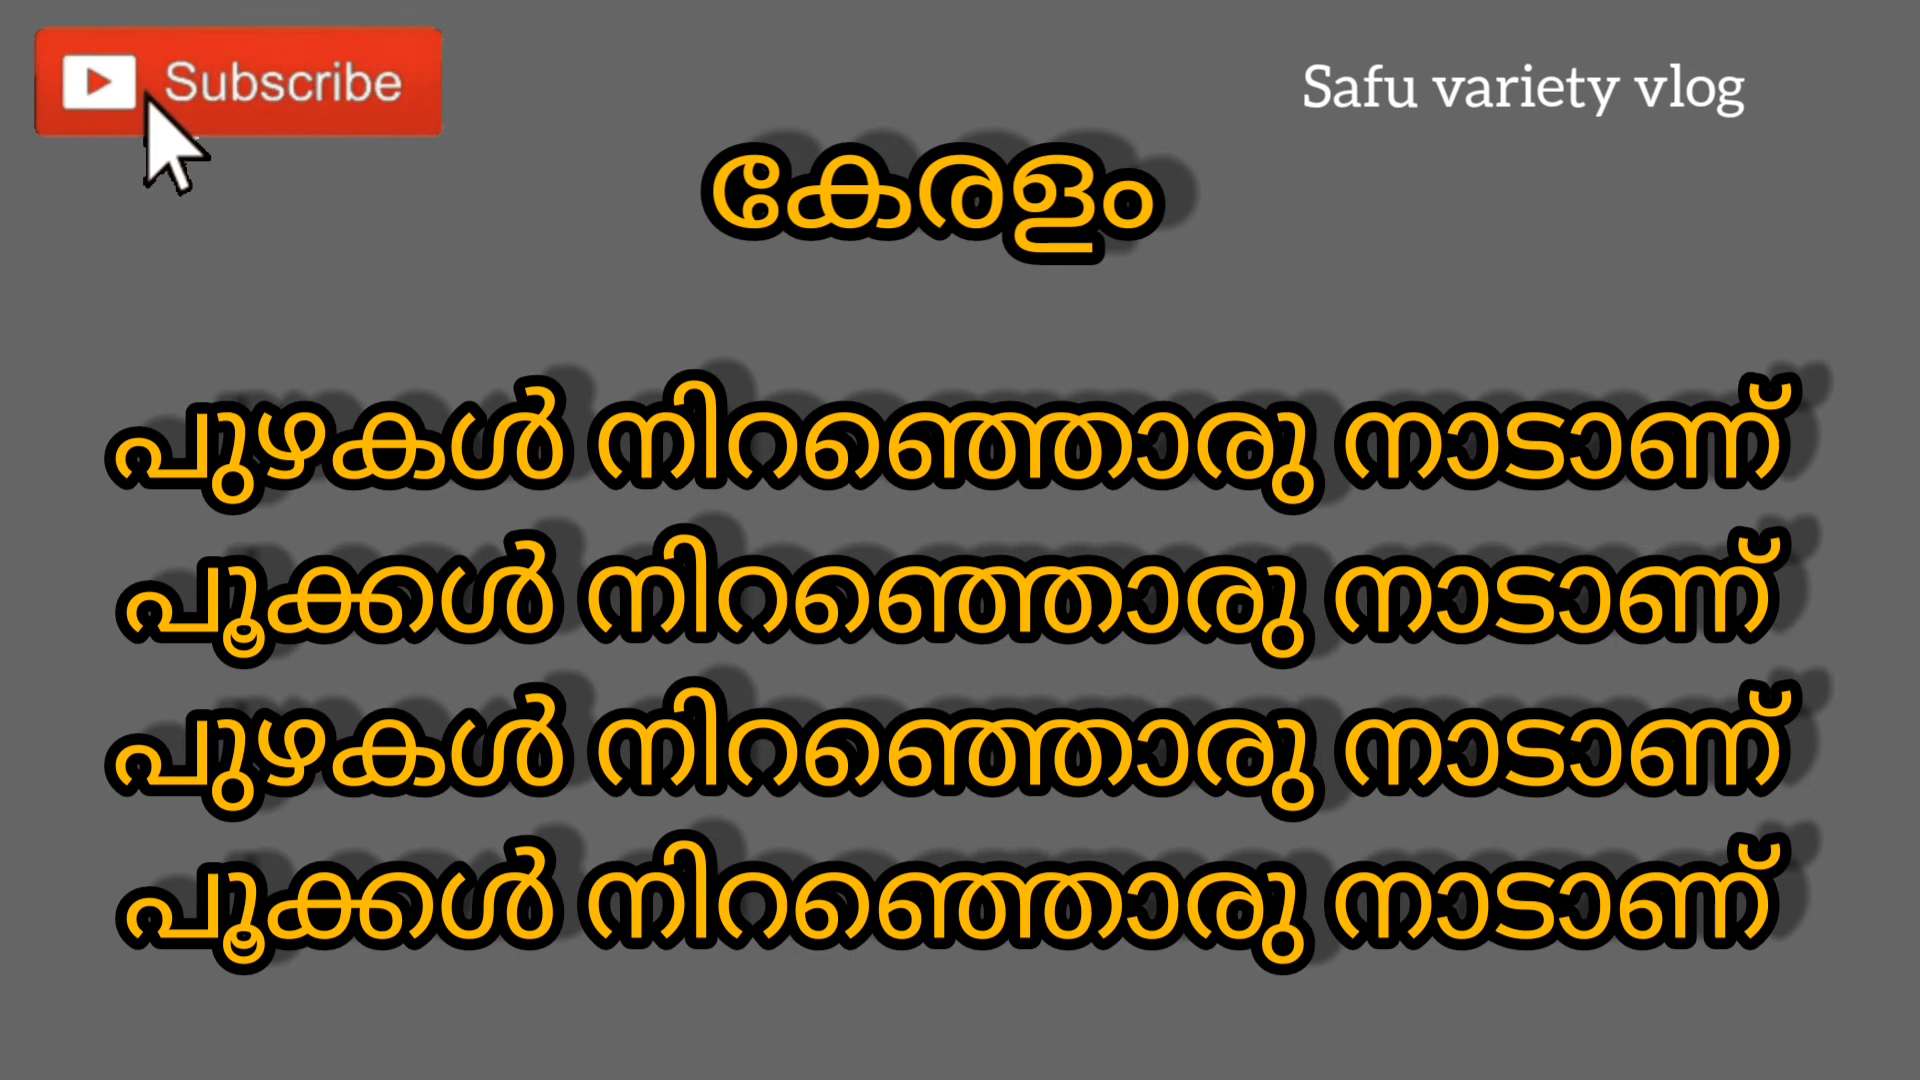 Subscribe
Safu variety vlog
കേരളം
പുഴകൾ നിറഞ്ഞൊരു നാടാണ്
പൂക്കൾ നിറഞ്ഞൊരു നാടാണ്
പുഴകൾ നിറഞ്ഞൊരു നാടാണ്
പൂക്കൾ നിറഞ്ഞൊരു നാടാണ്